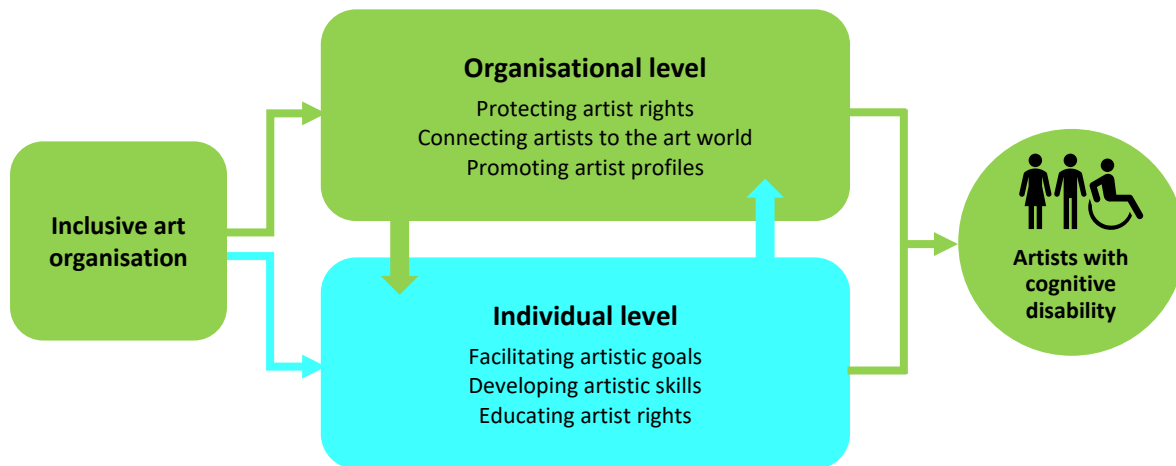 Inclusive art
organisation
Organisational level
Protecting artist rights
Connecting artists to the art world
Promoting artist profiles
Individual level
Facilitating artistic goals
Developing artistic skills
Educating artist rights
Artists with
cognitive
disability